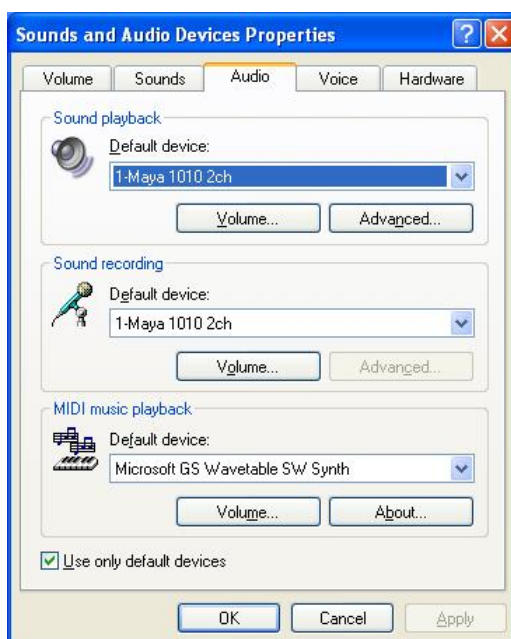 Sounds and Audio Devices Properties
Volume
Sounds
Audio
Voice
Hardware
Sound playback
Default device:
1-Maya 1010 2ch
Volume...
Advanced...
Sound recording
Default device:
1-Maya 1010 2ch
Volume...
Advanced...
MIDI music playback
Default device:
Microsoft GS Wavetable SW Synth
Volume...
About...
Use only default devices
OK
Cancel
Apply